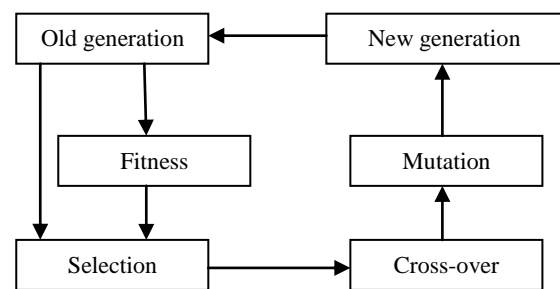 Old generation
New generation
Fitness
Mutation
Selection
Cross-over